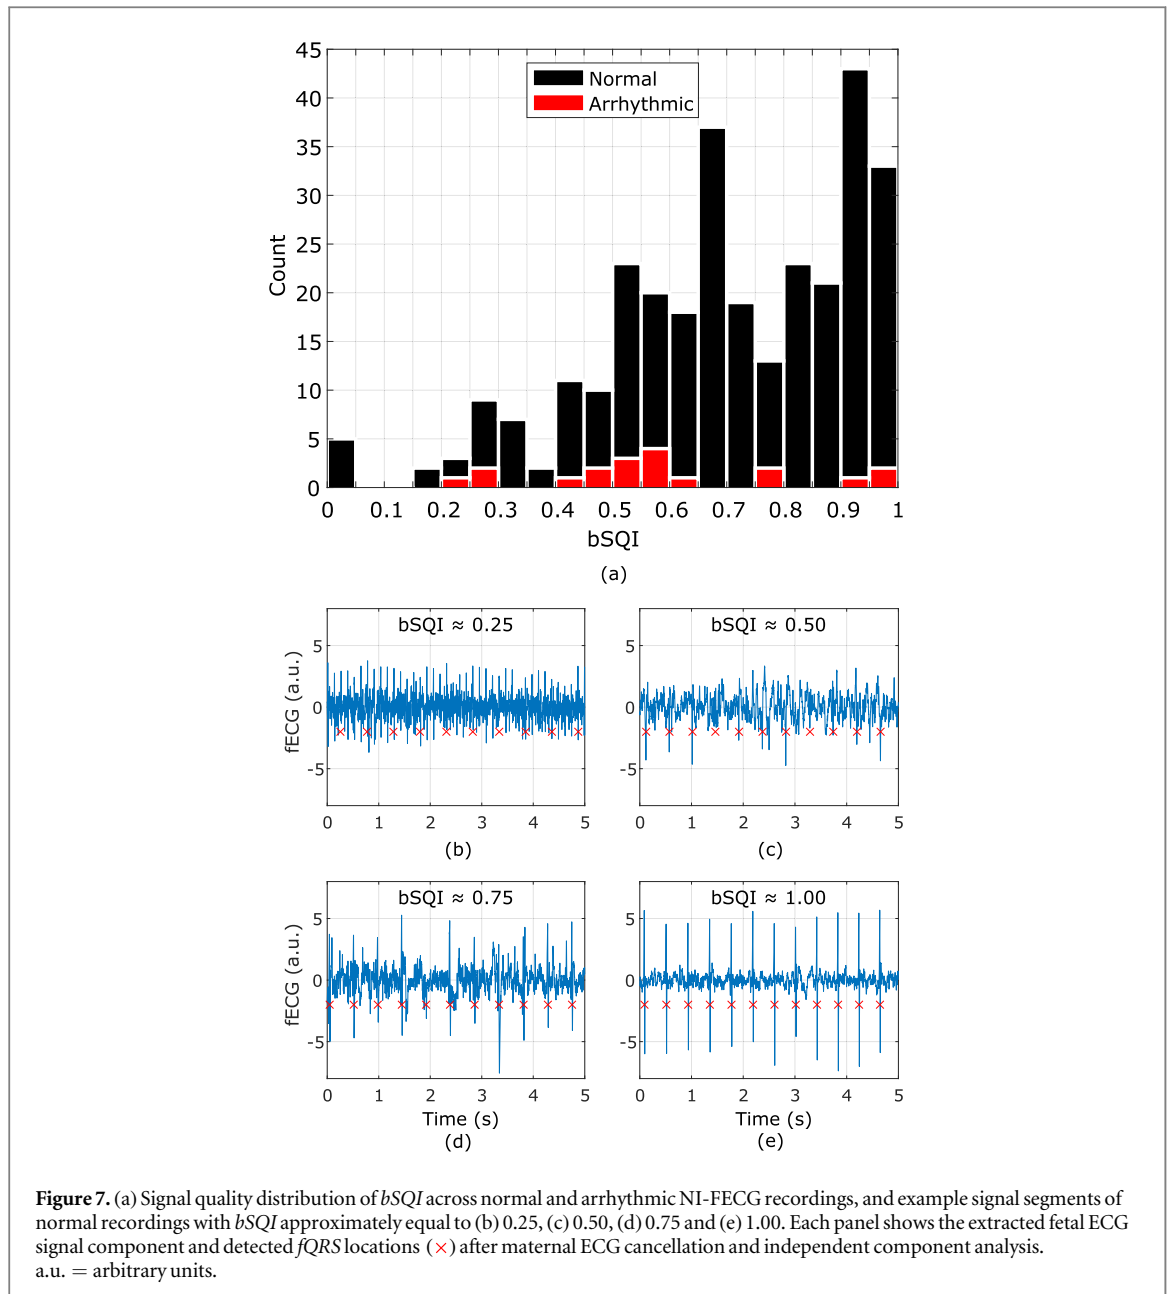 45
40
35
30
25
20
15
10
5
0
Count
Normal
Arrhythmic
0 0.1 0.2 0.3 0.4 0.5 0.6 0.7 0.8 0.9 1
bSQI
(a)
bSQI ≈ 0.25
5
0
-5
fECG (a.u.)
0 1 2 3 4 5
(b)
bSQI ≈ 0.50
5
0
-5
0 1 2 3 4 5
(c)
bSQI ≈ 0.75
5
0
-5
fECG (a.u.)
0 1 2 3 4 5
Time (s)
(d)
bSQI ≈ 1.00
5
0
-5
0 1 2 3 4 5
Time (s)
(e)
Figure 7. (a) Signal quality distribution of bSQI across normal and arrhythmic NI-FECG recordings, and example signal segments of
normal recordings with bSQI approximately equal to (b) 0.25, (c) 0.50, (d) 0.75 and (e) 1.00. Each panel shows the extracted fetal ECG
signal component and detected fQRS locations (×) after maternal ECG cancellation and independent component analysis.
a.u. = arbitrary units.